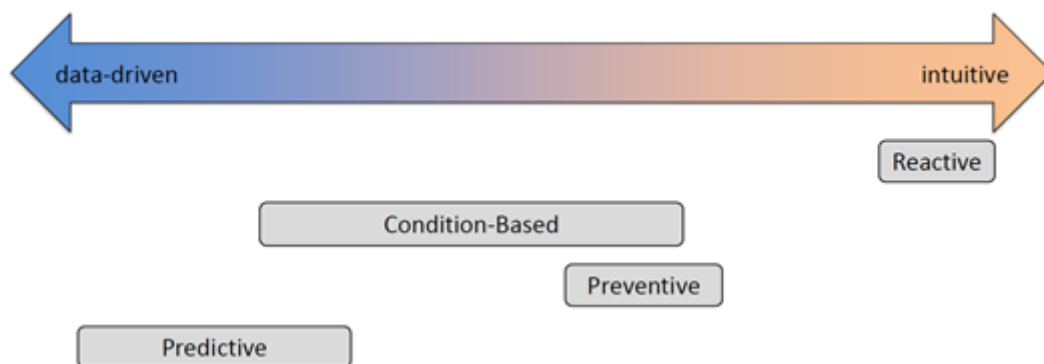 data-driven
intuitive
Reactive
Condition-Based
Preventive
Predictive